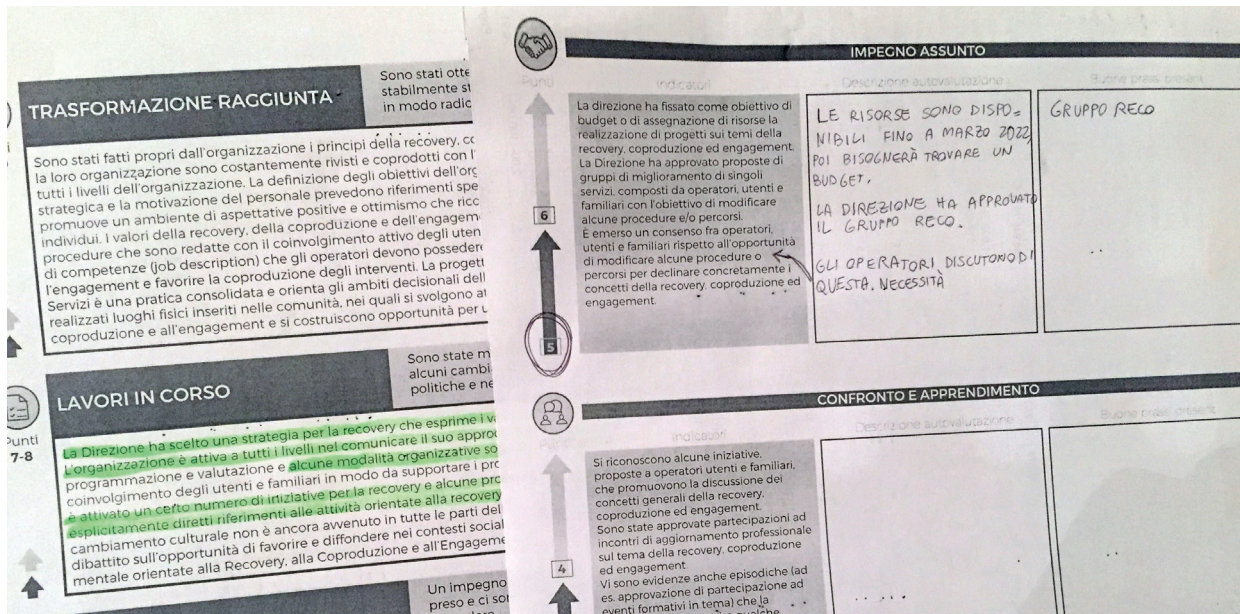 TRASFORMAZIONE RAGGIUNTA
Sono stati otte
stabilmente st
in modo radic
Sono stati fatti propri dall'organizzazione i principi della recovery, co
la loro organizzazione sono costantemente rivisti e coprodotti con l'
tutti i livelli dell'organizzazione. La definizione degli obiettivi dell'org
strategica e la motivazione del personale prevedono riferimenti spe
promuove un ambiente di aspettative positive e ottimismo che rico
individui. I valori della recovery, della coproduzione e dell'engagem
procedure che sono redatte con il coinvolgimento attivo degli uten
di competenze (job description) che gli operatori devono possedere
l'engagement e favorire la coproduzione degli interventi. La progett
Servizi è una pratica consolidata e orienta gli ambiti decisionali dell
realizzati luoghi fisici inseriti nelle comunità, nei quali si svolgono at
coproduzione e all'engagement e si costruiscono opportunità per u
LAVORI IN CORSO
Sono state m
alcuni cambi
politiche e ne
Punti
7-8
La Direzione ha scelto una strategia per la recovery che esprime i va
L'organizzazione è attiva a tutti i livelli nel comunicare il suo appro
programmazione e valutazione e alcune modalità organizzative so
coinvolgimento degli utenti e familiari in modo da supportare i pro
è attivato un certo numero di iniziative per la recovery e alcune pro
esplicitamente diretti riferimenti alle attività orientate alla recovery
cambiamento culturale non è ancora avvenuto in tutte le parti del
dibattito sull'opportunità di favorire e diffondere nei contesti social
mentale orientate alla Recovery, alla Coproduzione e all'Engageme
Un impegno
preso e ci son
IMPEGNO ASSUNTO
Punti
Indicatori
Descrizione autovalutazione
Buone prassi presenti
La direzione ha fissato come obiettivo di
budget o di assegnazione di risorse la
realizzazione di progetti sui temi della
recovery, coproduzione ed engagement.
La Direzione ha approvato proposte di
gruppi di miglioramento di singoli
servizi, composti da operatori, utenti e
familiari con l'obiettivo di modificare
alcune procedure e/o percorsi.
È emerso un consenso fra operatori,
utenti e familiari rispetto all'opportunità
di modificare alcune procedure o
percorsi per declinare concretamente i
concetti della recovery, coproduzione ed
engagement.
6
5
LE RISORSE SONO DISPO=
NIBILI FINO A MARZO 2022,
POI BISOGNERÀ TROVARE UN
BUDGET.
LA DIREZIONE HA APPROVATO
IL GRUPPO RECO.
GLI OPERATORI DISCUTONO DI
QUESTA NECESSITÀ
GRUPPO RECO
CONFRONTO E APPRENDIMENTO
Punti
Indicatori
Descrizione autovalutazione
Buone prassi presenti
Si riconoscono alcune iniziative,
proposte a operatori utenti e familiari,
che promuovono la discussione dei
concetti generali della recovery,
coproduzione ed engagement.
Sono state approvate partecipazioni ad
incontri di aggiornamento professionale
sul tema della recovery, coproduzione
ed engagement.
Vi sono evidenze anche episodiche (ad
es. approvazione di partecipazione ad
eventi formativi in tema) che la
qualche
4